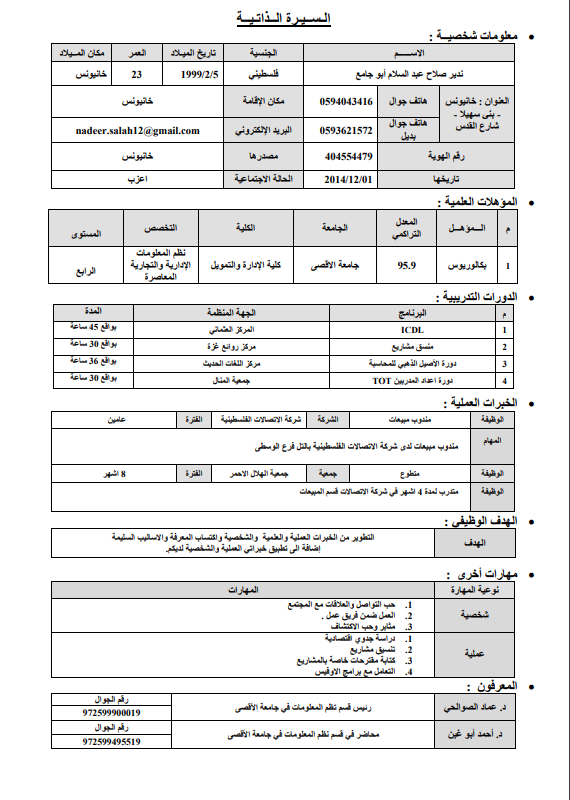 السيرة الذاتية
معلومات شخصية :
الاســـم الجنسية تاريخ الميلاد العمر مكان الميلاد
ندير صلاح عبد السلام أبو جامع فلسطيني 1999/2/5 23 خانيونس
العنوان : خانيونس - بنى سهيلا - شارع القدس
هاتف جوال 0594043416 مكان الإقامة خانيونس
هاتف جوال بديل 0593621572 البريد الإلكتروني nadeer.salah12@gmail.com
رقم الهوية 404554479 مصدرها خانيونس
تاريخها 2014/12/01 الحالة الاجتماعية اعزب
المؤهلات العلمية :
م الـــمؤهــل المعدل التراكمي الجامعة الكلية التخصص المستوى
1 بكالوريوس 95.9 جامعة الأقصى كلية الإدارة والتمويل نظم المعلومات الإدارية والتجارية المعاصرة الرابع
الدورات التدريبية :
م البرنامج الجهة المنظمة المدة
1 ICDL المركز العثماني بواقع 45 ساعة
2 منسق مشاريع مركز روائع غزة بواقع 30 ساعة
3 دورة الأصيل الذهبي للمحاسبة مركز اللغات الحديث بواقع 36 ساعة
4 دورة اعداد المدربين TOT جمعية المنال بواقع 30 ساعة
الخبرات العملية :
الوظيفة مندوب مبيعات الشركة شركة الاتصالات الفلسطينية الفترة عامين
المهام
مندوب مبيعات لدى شركة الاتصالات الفلسطينية بالتل فرع الوسطى
الوظيفة متطوع جمعية جمعية الهلال الاحمر الفترة 8 اشهر
الوظيفة متدرب لمدة 4 اشهر في شركة الاتصالات قسم المبيعات
الهدف الوظيفي :
الهدف التطوير من الخبرات العملية والعلمية والشخصية واكتساب المعرفة والاساليب السليمة
إضافة الى تطبيق خبراتي العملية والشخصية لديكم.
مهارات أخرى :
نوعية المهارة المهارات
شخصية
1. حب التواصل والعلاقات مع المجتمع
2. العمل ضمن فريق عمل .
3. مثابر وحب الاكتشاف
عملية
1. دراسة جدوي اقتصادية
2. تنسيق مشاريع
3. كتابة مقترحات خاصة بالمشاريع
4. التعامل مع برامج الاوفيس
المعرفون :
د. عماد الصوالحي رئيس قسم نظم المعلومات في جامعة الأقصى رقم الجوال
972599900019
د. أحمد أبو غبن محاضر في قسم نظم المعلومات في جامعة الأقصى رقم الجوال
972599495519